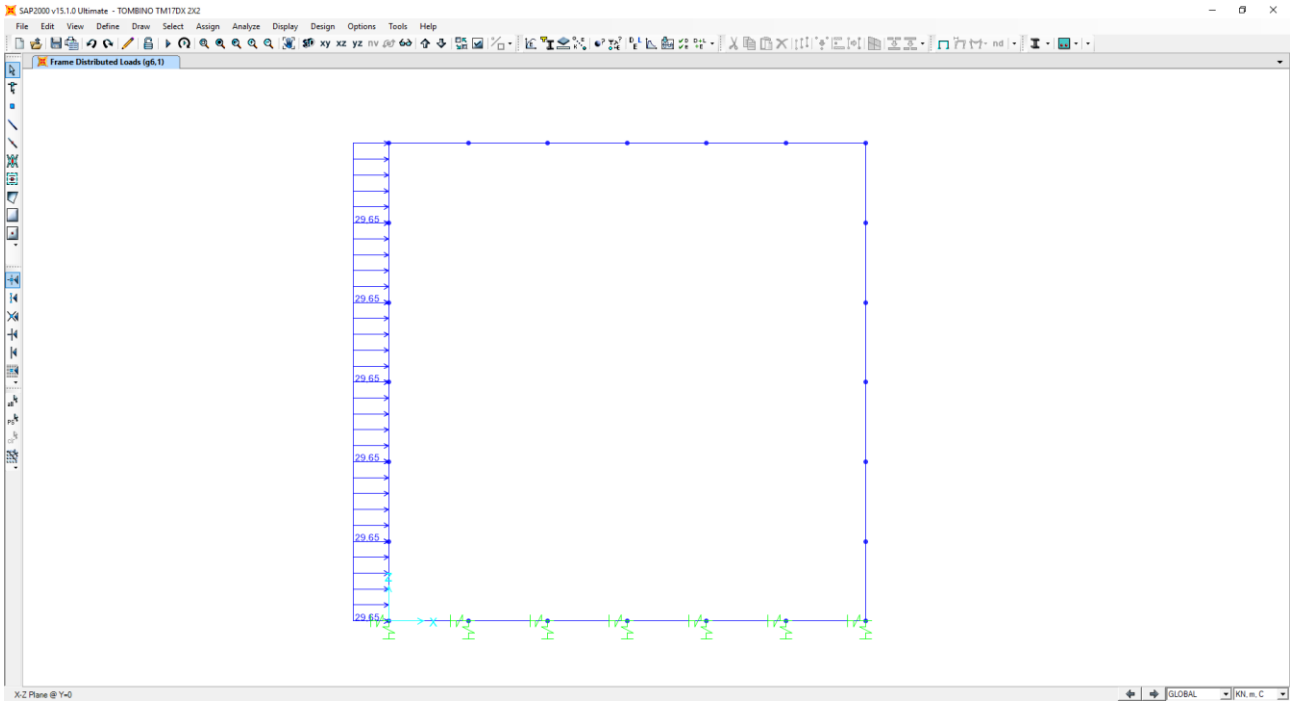 SAP2000 v15.1.0 Ultimate - TOMBINO TM17DX 2X2
File Edit View Define Draw Select Assign Analyze Display Design Options Tools Help
xy xz yz nv nd
Frame Distributed Loads (g6,1)
29.65
29.65
29.65
29.65
29.65
29.65
X
X-Z Plane @ Y=0
GLOBAL KN, m, C